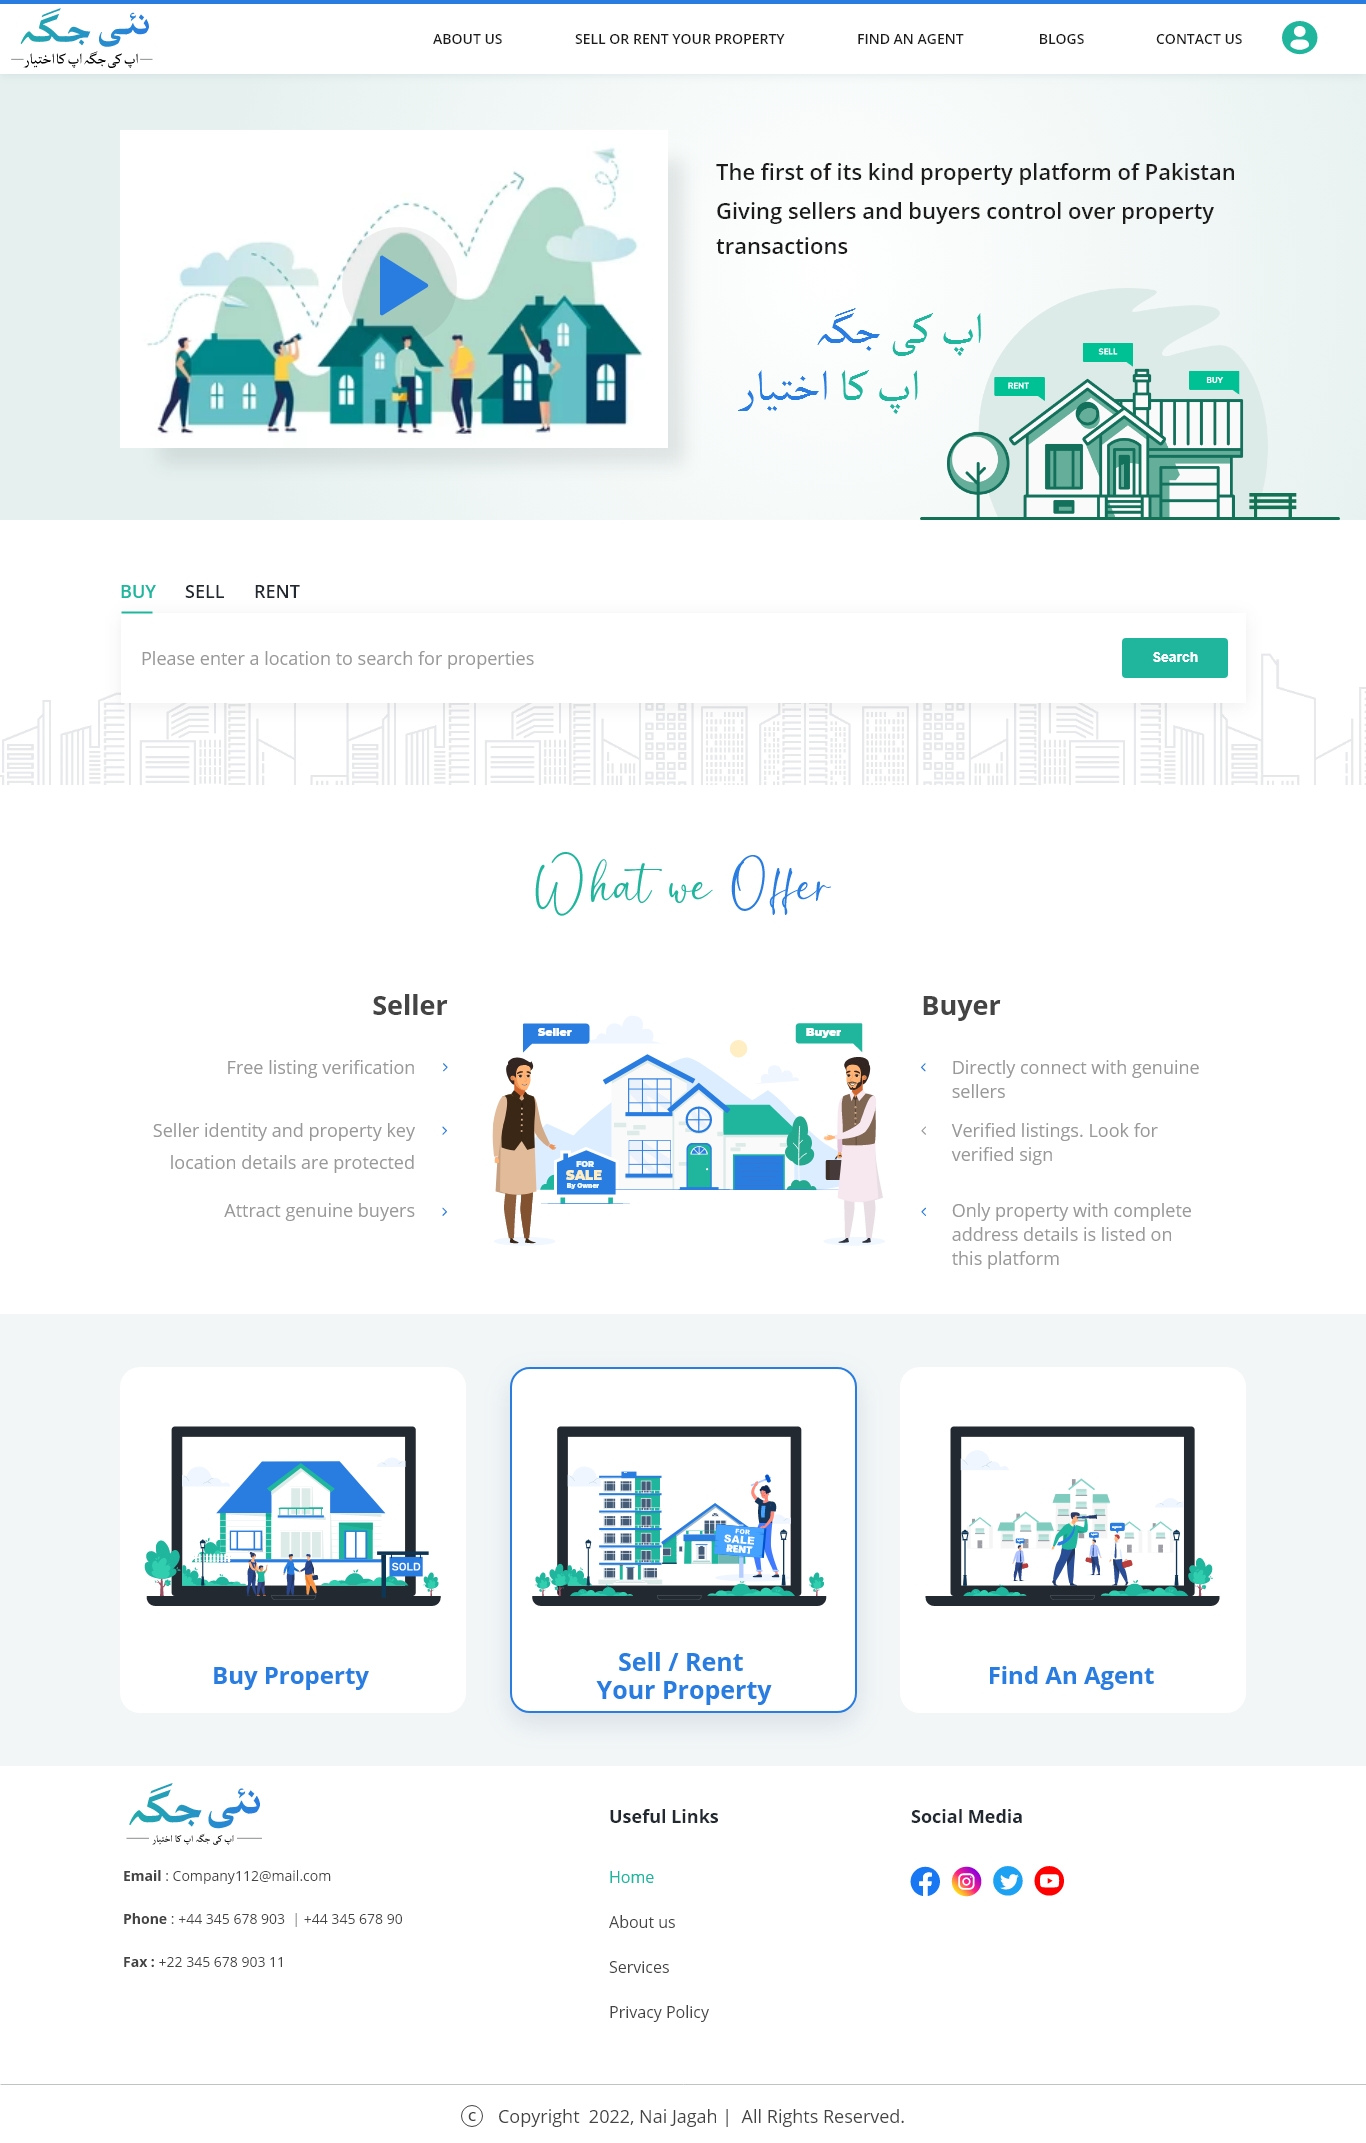 نئی جگہ
اپ کی جگہ اپ کا اختیار
ABOUT US
SELL OR RENT YOUR PROPERTY
FIND AN AGENT
BLOGS
CONTACT US
The first of its kind property platform of Pakistan
Giving sellers and buyers control over property
transactions
اپ کی جگہ
اپ کا اختیار
SELL
RENT
BUY
BUY
SELL
RENT
Please enter a location to search for properties
Search
What we Offer
Seller
Free listing verification
Seller identity and property key
location details are protected
Attract genuine buyers
Seller
Buyer
FOR
SALE
By Owner
Buyer
Directly connect with genuine
sellers
Verified listings. Look for
verified sign
Only property with complete
address details is listed on
this platform
SOLD
Buy Property
FOR
SALE
RENT
Sell / Rent
Your Property
Find An Agent
نئی جگہ
اپ کی جگہ اپ کا اختیار
Email : Company112@mail.com
Phone : +44 345 678 903 | +44 345 678 90
Fax : +22 345 678 903 11
Useful Links
Home
About us
Services
Privacy Policy
Social Media
© Copyright 2022, Nai Jagah | All Rights Reserved.